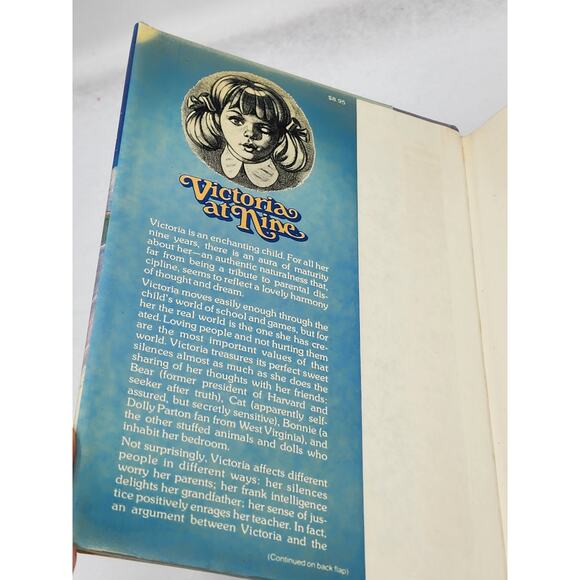 $8.95
Victoria
at Nine
Victoria is an enchanting child. For all her
nine years, there is an aura of maturity
about her—an authentic naturalness that,
far from being a tribute to parental dis-
cipline, seems to reflect a lovely harmony
of thought and dream.
Victoria moves easily enough through the
child's world of school and games, but for
her the real world is the one she has cre-
ated. Loving people and not hurting them
are the most important values of that
world. Victoria treasures its perfect sweet
silences almost as much as she does the
sharing of her thoughts with her friends:
Bear (former president of Harvard and
seeker after truth), Cat (apparently self-
assured, but secretly sensitive), Bonnie (a
Dolly Parton fan from West Virginia), and
the other stuffed animals and dolls who
inhabit her bedroom.
Not surprisingly, Victoria affects different
people in different ways: her silences
worry her parents; her frank intelligence
delights her grandfather; her sense of jus-
tice positively enrages her teacher. In fact,
an argument between Victoria and the
(Continued on back flap)